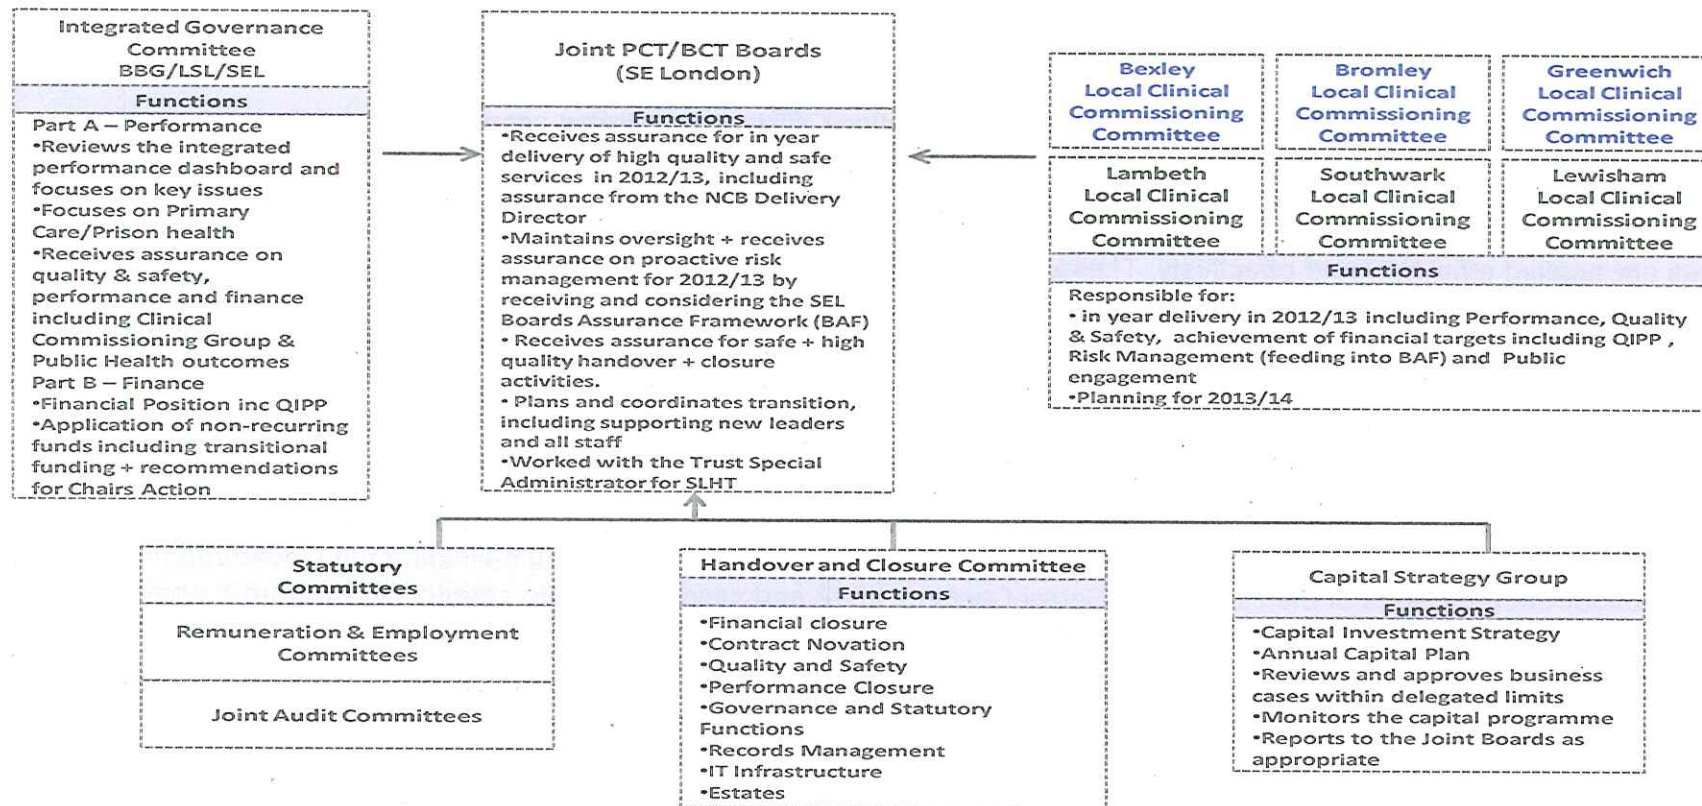 Integrated Governance
Committee
BBG/LSL/SEL
Functions
Part A – Performance
•Reviews the integrated
performance dashboard and
focuses on key issues
•Focuses on Primary
Care/Prison health
•Receives assurance on
quality & safety,
performance and finance
including Clinical
Commissioning Group &
Public Health outcomes
Part B – Finance
•Financial Position inc QIPP
•Application of non-recurring
funds including transitional
funding + recommendations
for Chairs Action
Joint PCT/BCT Boards
(SE London)
Functions
•Receives assurance for in year
delivery of high quality and safe
services in 2012/13, including
assurance from the NCB Delivery
Director
•Maintains oversight + receives
assurance on proactive risk
management for 2012/13 by
receiving and considering the SEL
Boards Assurance Framework (BAF)
• Receives assurance for safe + high
quality handover + closure
activities.
• Plans and coordinates transition,
including supporting new leaders
and all staff
•Worked with the Trust Special
Administrator for SLHT
Bexley
Local Clinical
Commissioning
Committee
Bromley
Local Clinical
Commissioning
Committee
Greenwich
Local Clinical
Commissioning
Committee
Lambeth
Local Clinical
Commissioning
Committee
Southwark
Local Clinical
Commissioning
Committee
Lewisham
Local Clinical
Commissioning
Committee
Functions
Responsible for:
• in year delivery in 2012/13 including Performance, Quality
& Safety, achievement of financial targets including QIPP ,
Risk Management (feeding into BAF) and Public
engagement
•Planning for 2013/14
Statutory
Committees
Remuneration & Employment
Committees
Joint Audit Committees
Handover and Closure Committee
Functions
•Financial closure
•Contract Novation
•Quality and Safety
•Performance Closure
•Governance and Statutory
Functions
•Records Management
•IT Infrastructure
•Estates
Capital Strategy Group
Functions
•Capital Investment Strategy
•Annual Capital Plan
•Reviews and approves business
cases within delegated limits
•Monitors the capital programme
•Reports to the Joint Boards as
appropriate